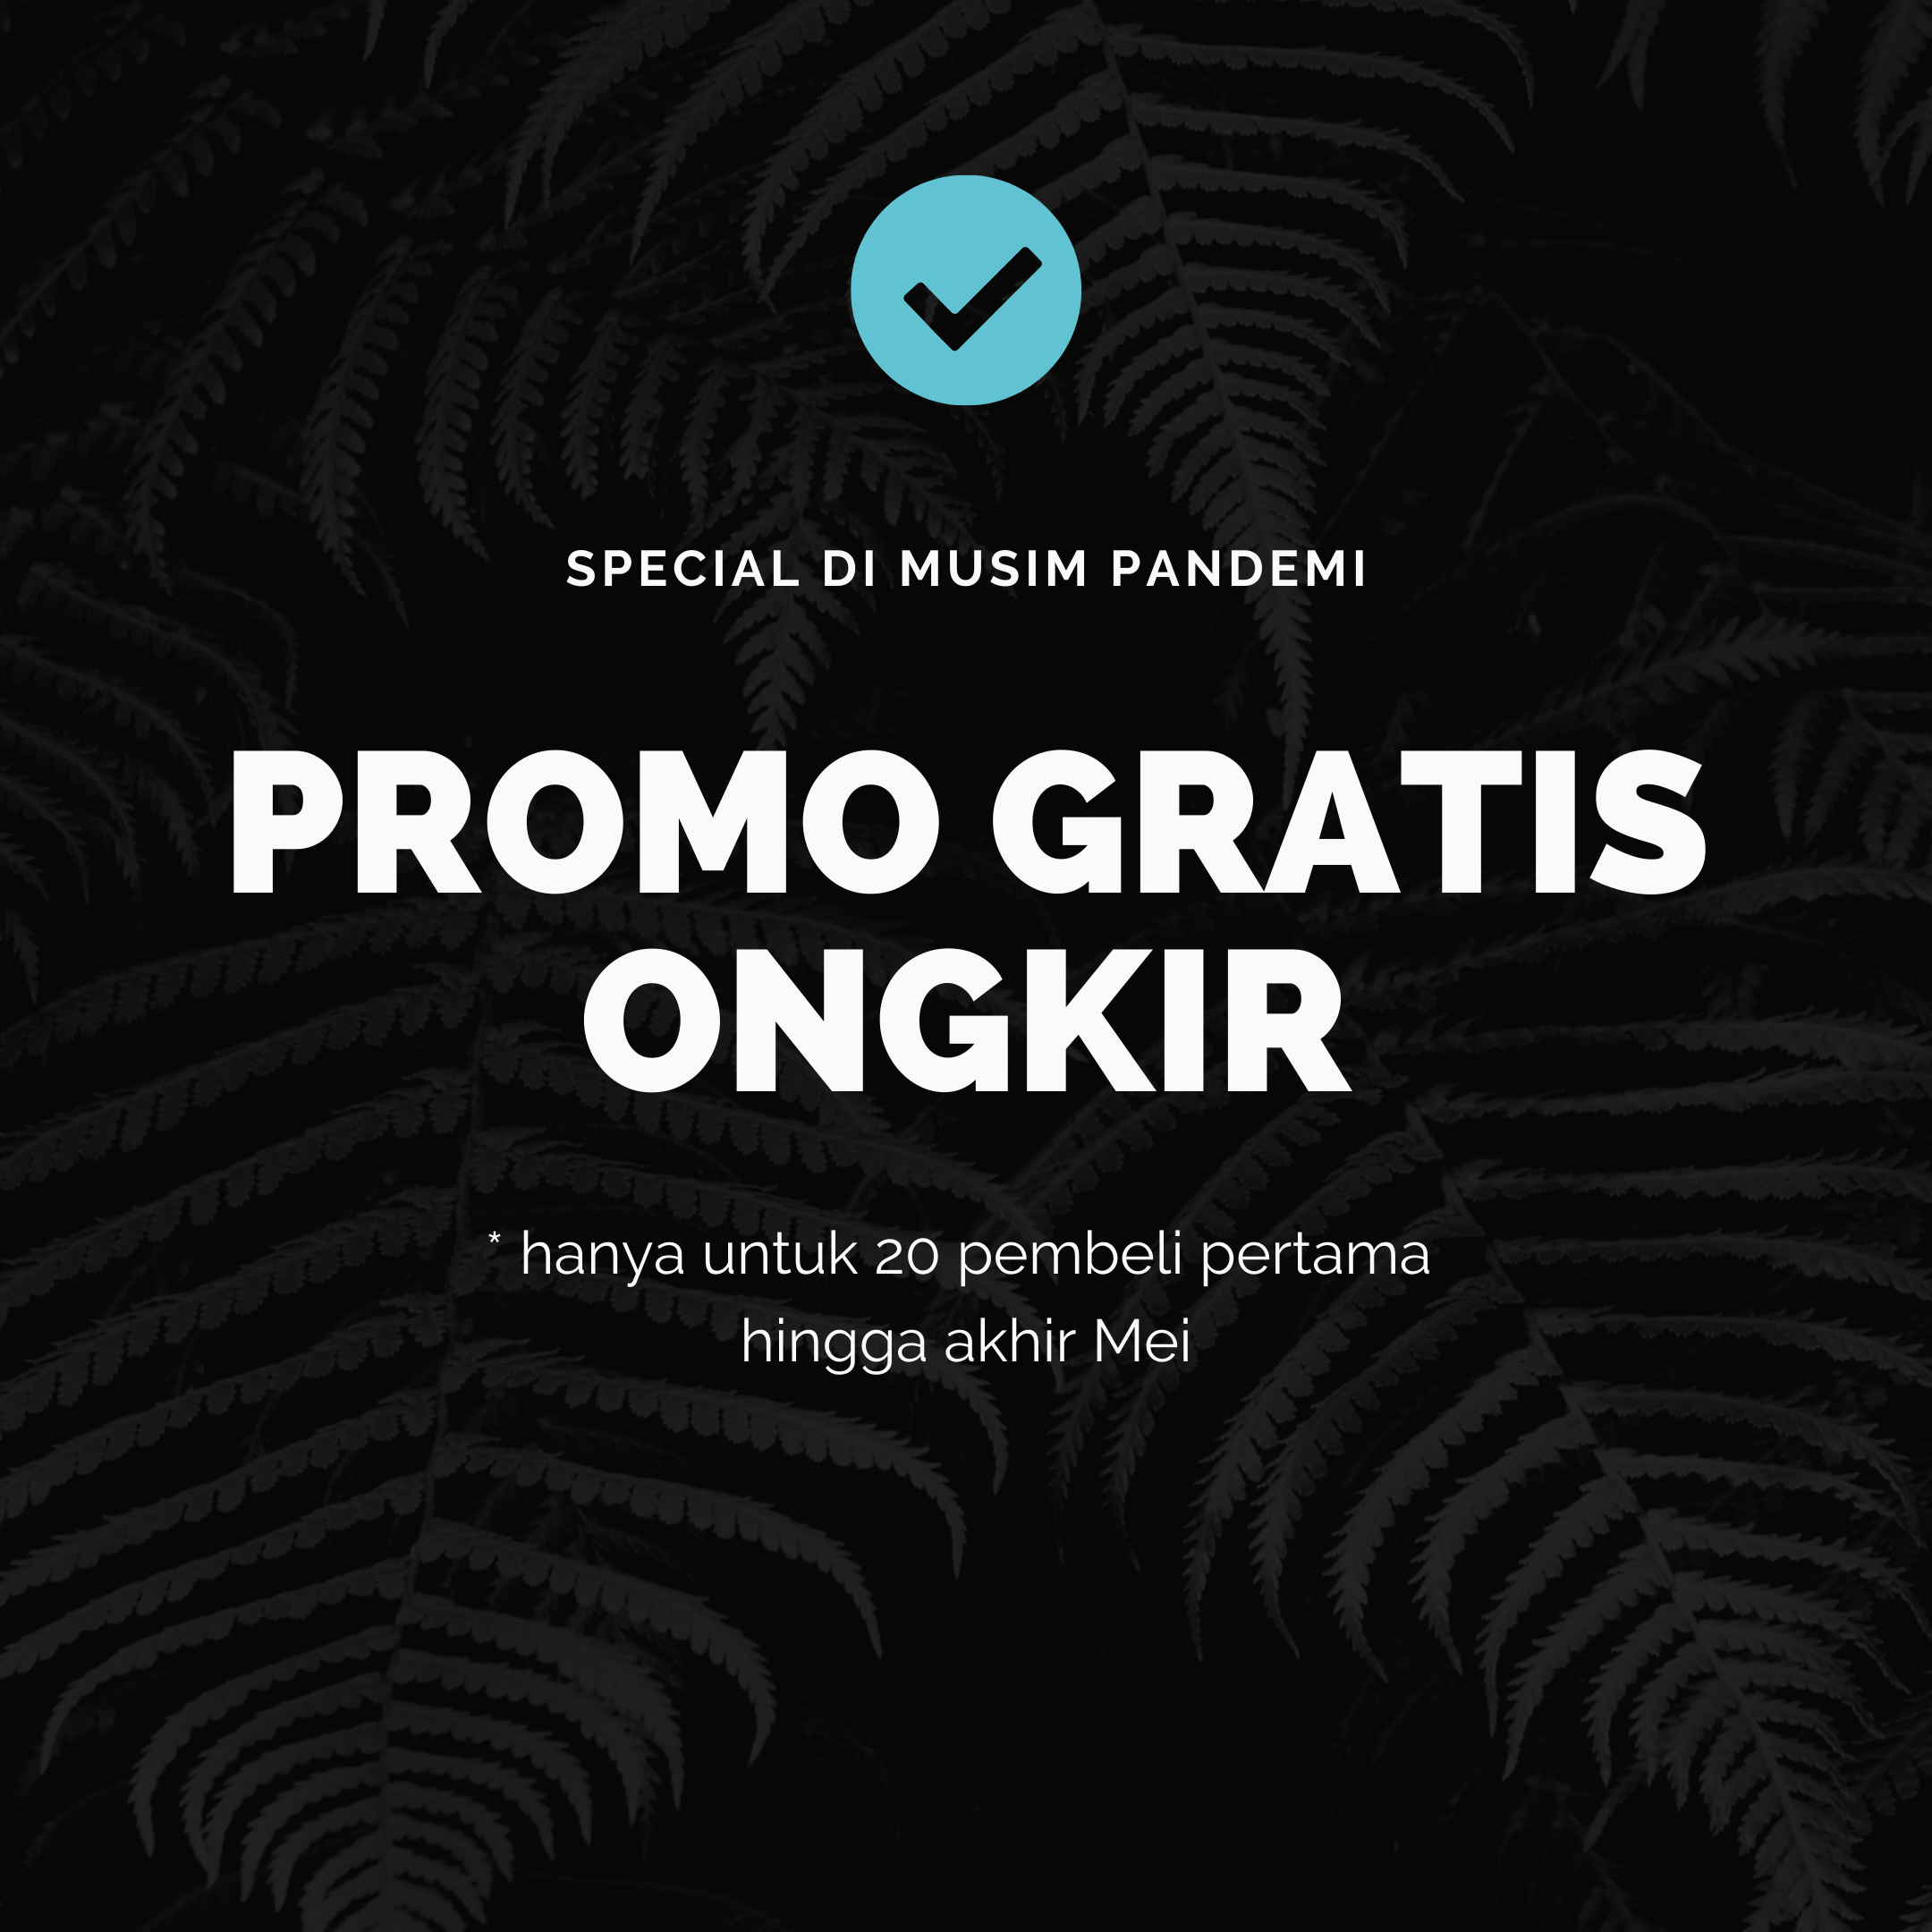 SPECIAL DI MUSIM PANDEMI
PROMO GRATIS
ONGKIR
* hanya untuk 20 pembeli pertama
hingga akhir Mei